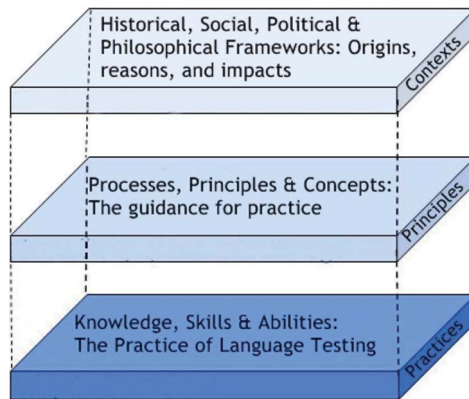 Historical, Social, Political &
Philosophical Frameworks: Origins,
reasons, and impacts
Contexts
Processes, Principles & Concepts:
The guidance for practice
Principles
Knowledge, Skills & Abilities:
The Practice of Language Testing
Practices